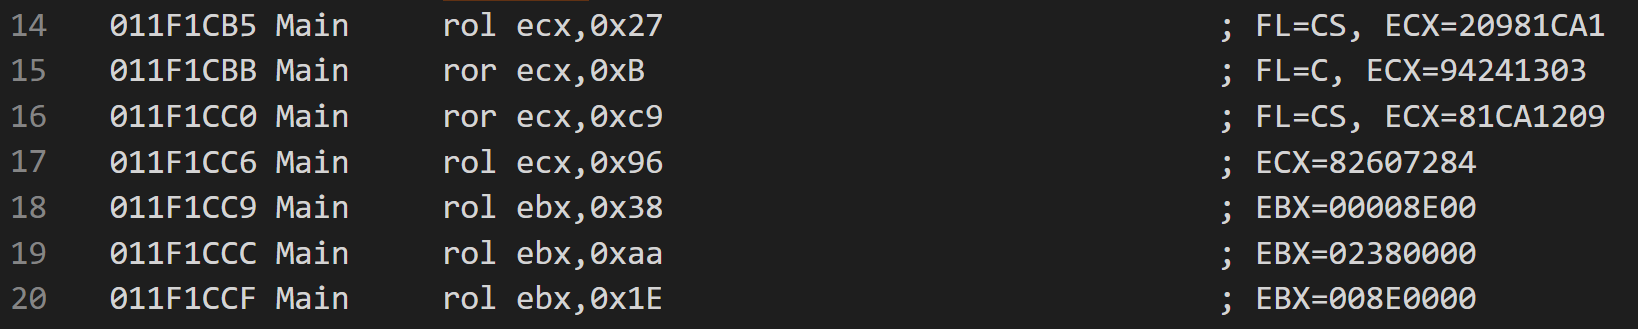 14 011F1CB5 Main rol ecx,0x27 ; FL=CS, ECX=20981CA1
15 011F1CBB Main ror ecx,0xB ; FL=C, ECX=94241303
16 011F1CC0 Main ror ecx,0xc9 ; FL=CS, ECX=81CA1209
17 011F1CC6 Main rol ecx,0x96 ; ECX=82607284
18 011F1CC9 Main rol ebx,0x38 ; EBX=00008E00
19 011F1CCC Main rol ebx,0xaa ; EBX=02380000
20 011F1CCF Main rol ebx,0x1E ; EBX=008E0000